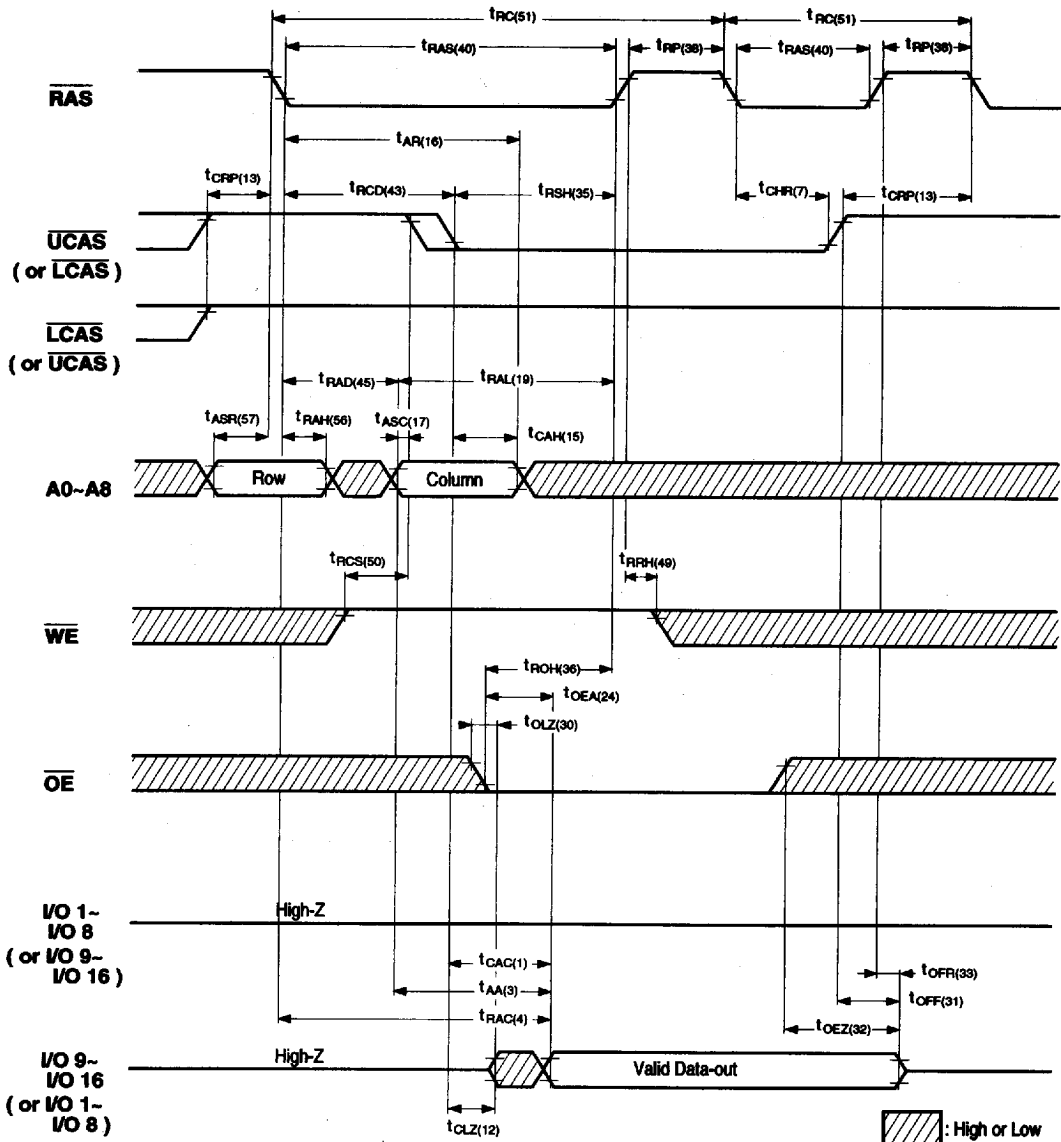 tRC(51) tRC(51)
tRAS(40) tRP(38) tRAS(40) tRP(38)
RAS
tAR(16)
tCRP(13) tRCD(43) tRSH(35) tCHR(7) tCRP(13)
UCAS
( or LCAS )
LCAS
( or UCAS )
tRAD(45) tRAL(19)
tASR(57) tRAH(56) tASC(17) tCAH(15)
A0~A8 Row Column
tRCS(50) tRRH(49)
WE
tROH(36)
tOEA(24)
tOLZ(30)
OE
I/O 1~ High-Z
I/O 8
( or I/O 9~
I/O 16 )
tCAC(1) tOFR(33)
tAA(3) tOFF(31)
tRAC(4) tOEZ(32)
I/O 9~ High-Z Valid Data-out
I/O 16
( or I/O 1~
I/O 8 )
tCLZ(12)
: High or Low